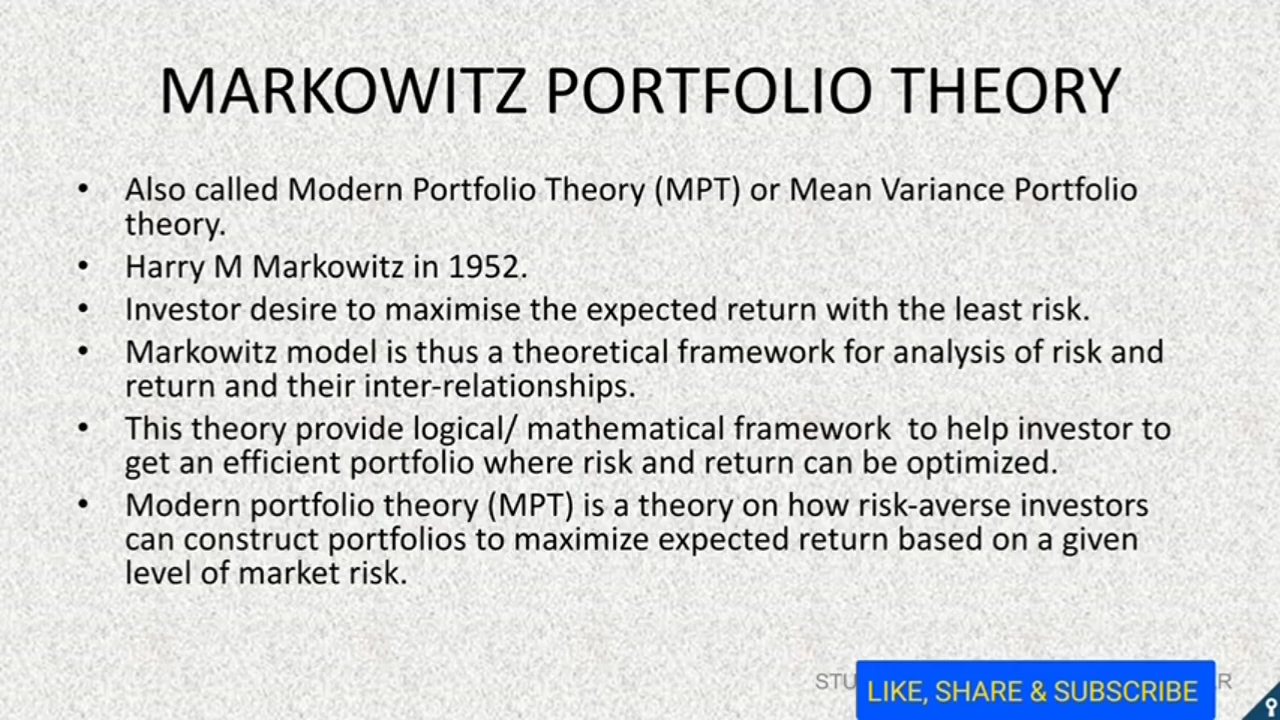 MARKOWITZ PORTFOLIO THEORY
• Also called Modern Portfolio Theory (MPT) or Mean Variance Portfolio
theory.
• Harry M Markowitz in 1952.
• Investor desire to maximise the expected return with the least risk.
• Markowitz model is thus a theoretical framework for analysis of risk and
return and their inter-relationships.
• This theory provide logical/ mathematical framework  to help investor to
get an efficient portfolio where risk and return can be optimized.
• Modern portfolio theory (MPT) is a theory on how risk-averse investors
can construct portfolios to maximize expected return based on a given
level of market risk.
LIKE, SHARE & SUBSCRIBE